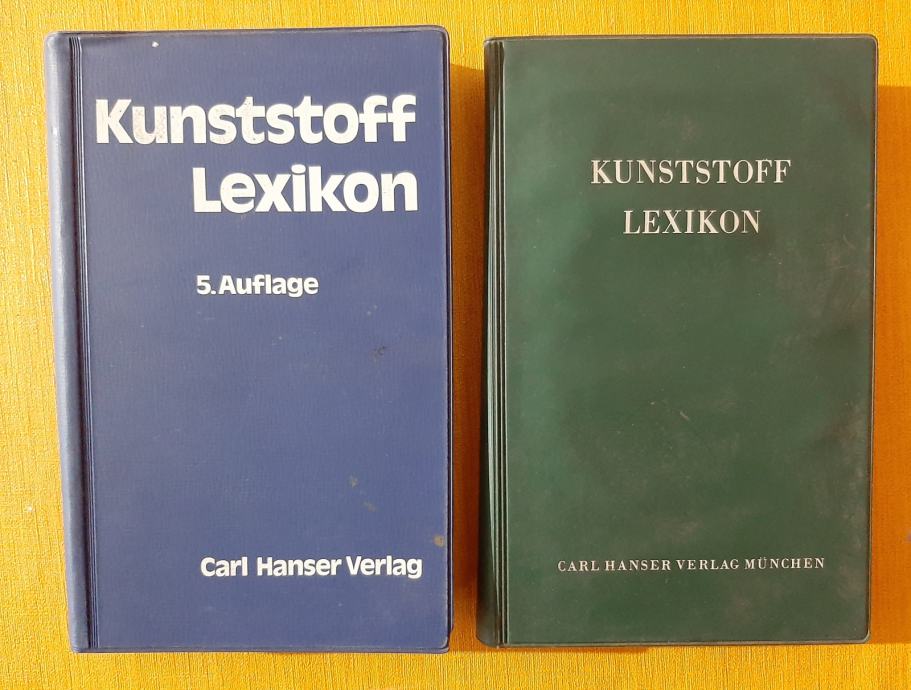 Kunststoff
Lexikon
5. Auflage
Carl Hanser Verlag
KUNSTSTOFF
LEXIKON
CARL HANSER VERLAG MÜNCHEN